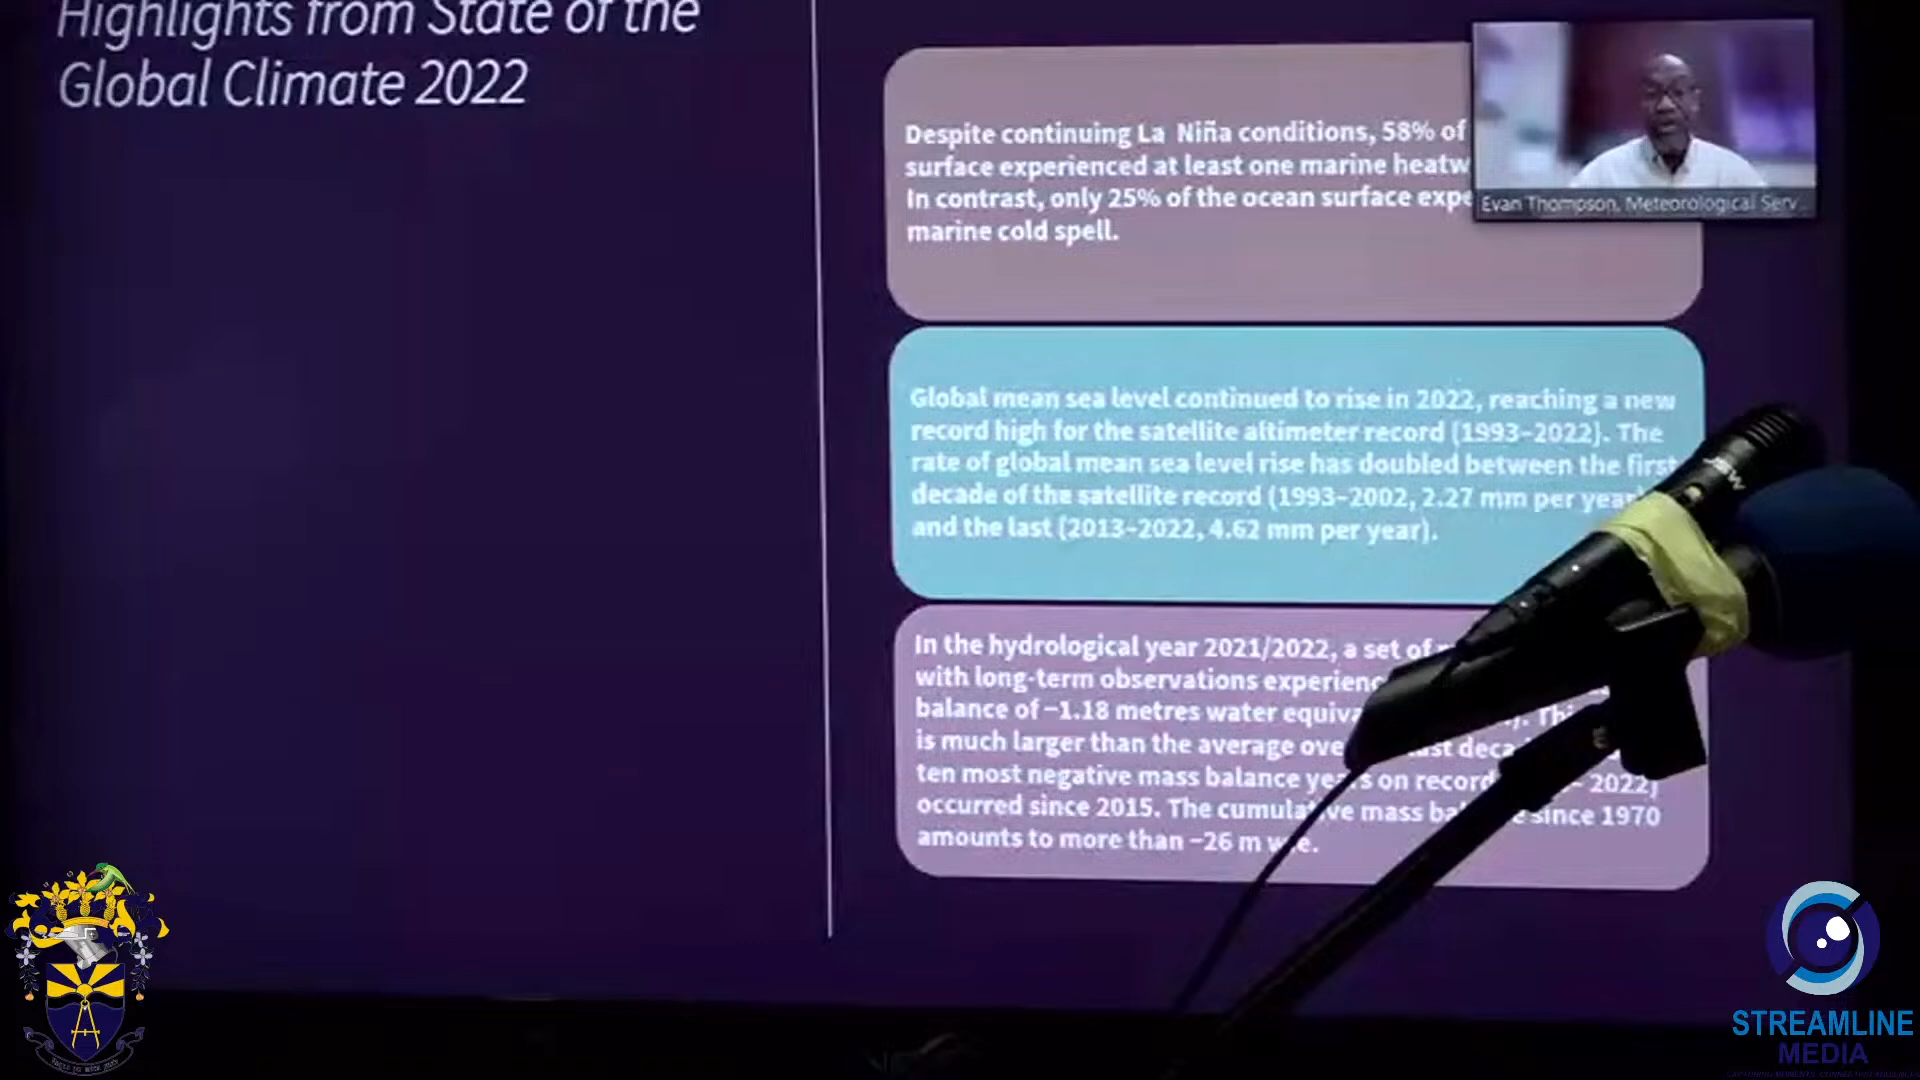 Highlights from State of the
Global Climate 2022
Despite continuing La Niña conditions, 58% of
surface experienced at least one marine heatw
In contrast, only 25% of the ocean surface expe
marine cold spell.
Evan Thompson, Meteorological Serv...
Global mean sea level continued to rise in 2022, reaching a new
record high for the satellite altimeter record (1993–2022). The
rate of global mean sea level rise has doubled between the first
decade of the satellite record (1993–2002, 2.27 mm per year)
and the last (2013–2022, 4.62 mm per year).
In the hydrological year 2021/2022, a set of
with long-term observations experienc
balance of −1.18 metres water equiva
is much larger than the average ove
ten most negative mass balance years on record 2022)
occurred since 2015. The cumulative mass balance since 1970
amounts to more than −26 m w.e.
STREAMLINE
MEDIA